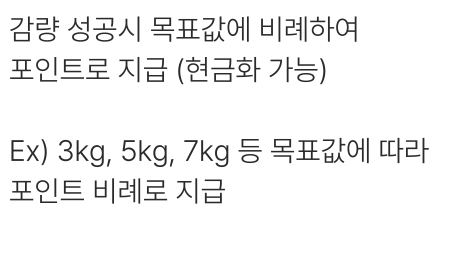 감량 성공시 목표값에 비례하여
포인트로 지급 (현금화 가능)
Ex) 3kg, 5kg, 7kg 등 목표값에 따라
포인트 비례로 지급